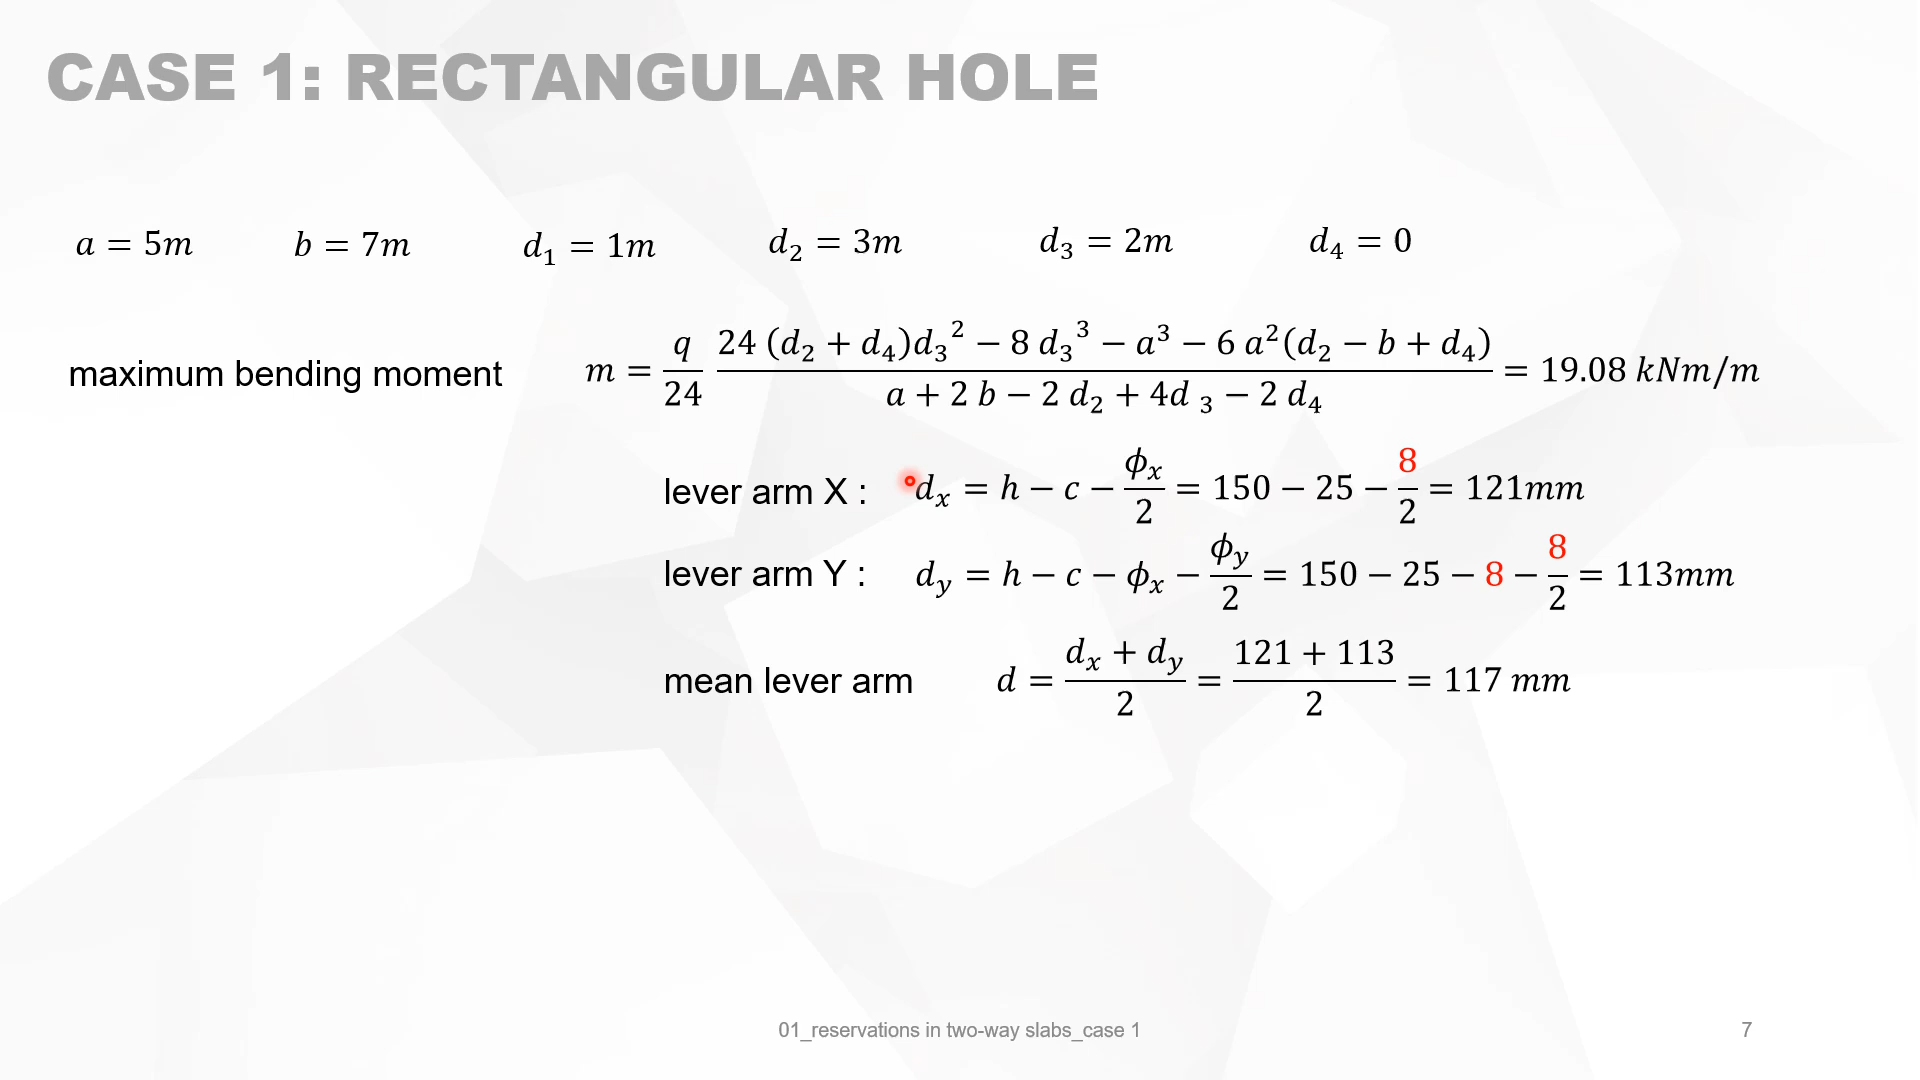 CASE 1: RECTANGULAR HOLE
a = 5m b = 7m d₁ = 1m d₂ = 3m d₃ = 2m d₄ = 0
maximum bending moment m = q/24 (24 (d₂ + d₄)d₃² − 8 d₃³ − a³ − 6 a²(d₂ − b + d₄))/(a + 2 b − 2 d₂ + 4d ₃ − 2 d₄) = 19.08 kNm/m
lever arm X : dₓ = h − c − ϕₓ/2 = 150 − 25 − 8/2 = 121mm
lever arm Y : d_y = h − c − ϕₓ − ϕ_y/2 = 150 − 25 − 8 − 8/2 = 113mm
mean lever arm d = (dₓ + d_y)/2 = (121 + 113)/2 = 117 mm
01_reservations in two-way slabs_case 1
7